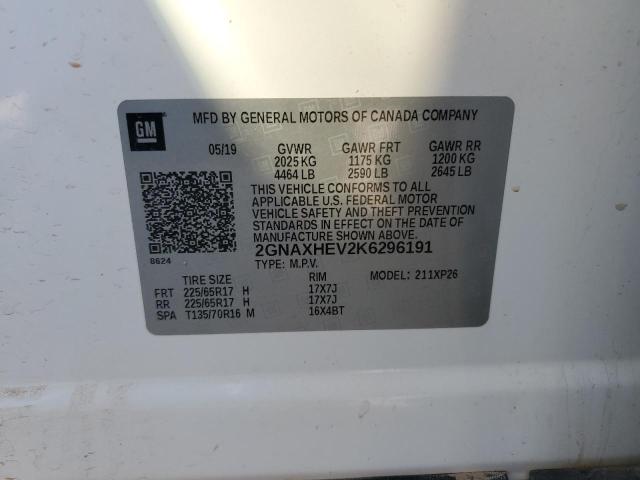 GM
MFD BY GENERAL MOTORS OF CANADA COMPANY
05/19 GVWR GAWR FRT GAWR RR
2025 KG 1175 KG 1200 KG
4464 LB 2590 LB 2645 LB
THIS VEHICLE CONFORMS TO ALL
APPLICABLE U.S. FEDERAL MOTOR
VEHICLE SAFETY AND THEFT
PREVENTION STANDARDS IN
EFFECT ON THE DATE OF
MANUFACTURE SHOWN ABOVE.
8624 2GNAXHEV2K6296191
TYPE: M.P.V. MODEL: 211XP26
TIRE SIZE RIM
FRT 225/65R17 H 17X7J
RR 225/65R17 H 17X7J
SPA T135/70R16 M 16X4BT